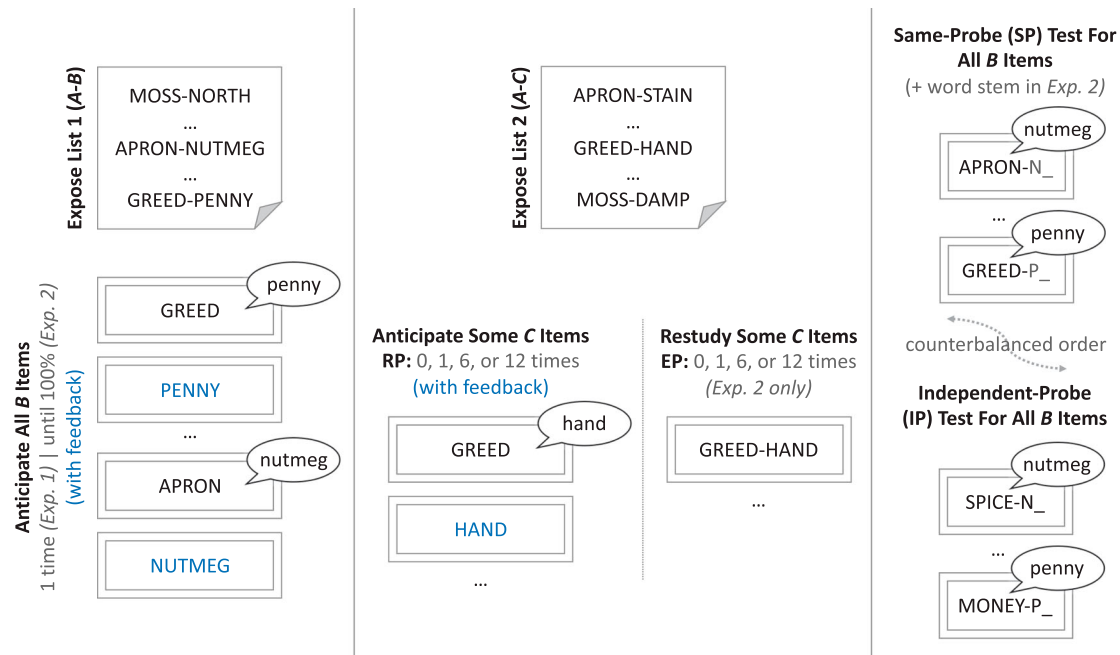 Expose List 1 (A-B)
MOSS-NORTH
...
APRON-NUTMEG
...
GREED-PENNY
Anticipate All B Items
1 time (Exp. 1) | until 100% (Exp. 2)
(with feedback)
penny
GREED
PENNY
...
nutmeg
APRON
NUTMEG
Expose List 2 (A-C)
APRON-STAIN
...
GREED-HAND
...
MOSS-DAMP
Anticipate Some C Items
RP: 0, 1, 6, or 12 times
(with feedback)
hand
GREED
HAND
...
Restudy Some C Items
EP: 0, 1, 6, or 12 times
(Exp. 2 only)
GREED-HAND
...
Same-Probe (SP) Test For
All B Items
(+ word stem in Exp. 2)
nutmeg
APRON-N_
...
penny
GREED-P_
counterbalanced order
Independent-Probe
(IP) Test For All B Items
nutmeg
SPICE-N_
...
penny
MONEY-P_